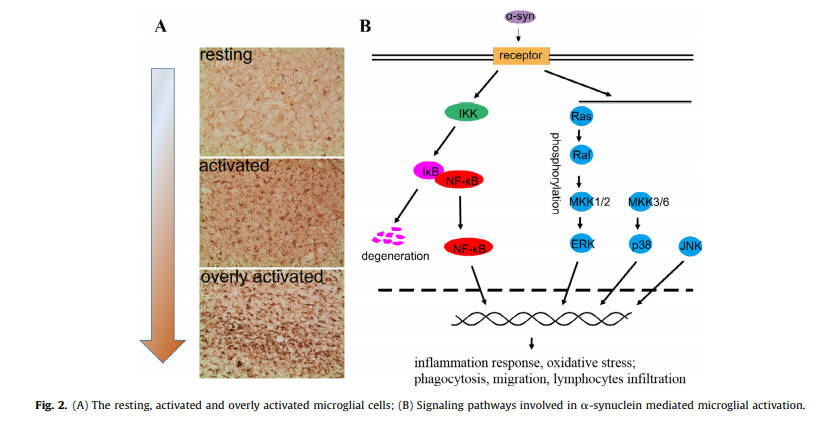 A
B
resting
activated
overly activated
α-syn
receptor
IKK
IκB
NF-κB
degeneration
NF-κB
phosphorylation
Ras
Raf
MKK1/2
MKK3/6
ERK
p38
JNK
inflammation response, oxidative stress;
phagocytosis, migration, lymphocytes infiltration
Fig. 2. (A) The resting, activated and overly activated microglial cells; (B) Signaling pathways involved in α-synuclein mediated microglial activation.